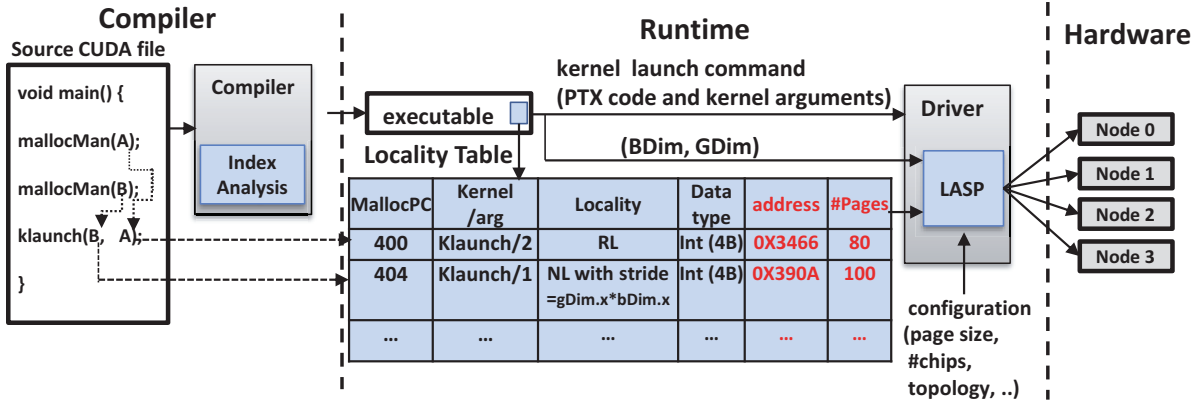 Compiler
Source CUDA file
void main() {
mallocMan(A);
mallocMan(B);
klaunch(B, A);
}
Compiler
Index
Analysis
Runtime
executable
kernel launch command
(PTX code and kernel arguments)
(BDim, GDim)
Locality Table
MallocPC Kernel /arg Locality Data type address #Pages
400 Klaunch/2 RL Int (4B) 0X3466 80
404 Klaunch/1 NL with stride Int (4B) 0X390A 100
=gDim.x*bDim.x
... ... ... ... ... ...
Driver
LASP
configuration
(page size,
#chips,
topology, ..)
Hardware
Node 0
Node 1
Node 2
Node 3